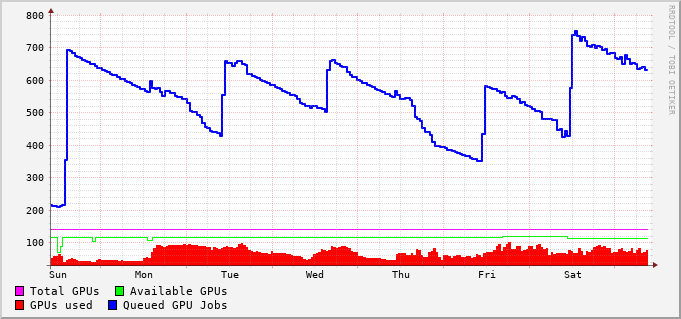 800
700
600
500
400
300
200
100
Sun Mon Tue Wed Thu Fri Sat
Total GPUs Available GPUs
GPUs used Queued GPU Jobs
RRDTOOL / TOBI OETIKER